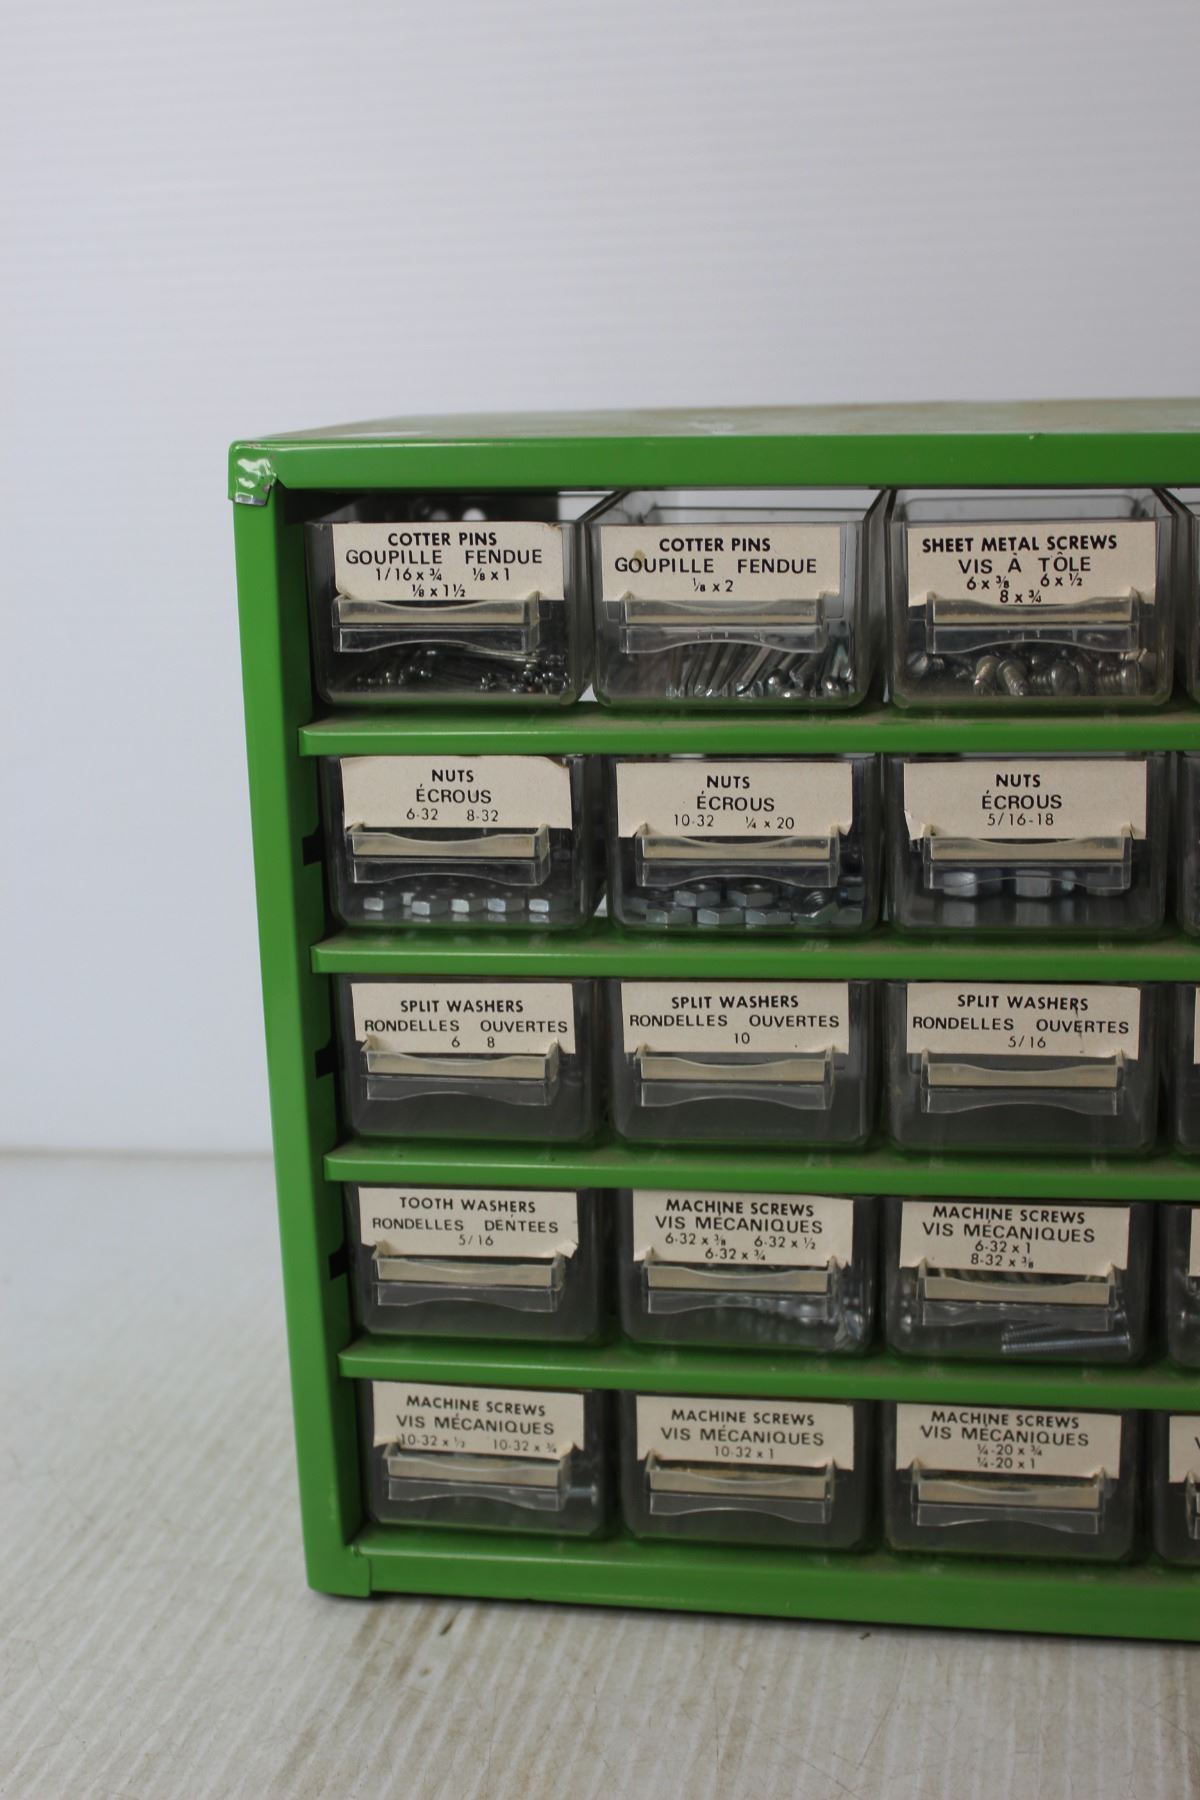 COTTER PINS
GOUPILLE FENDUE
1/16 x ¾ ⅛ x 1
⅛ x 1½
COTTER PINS
GOUPILLE FENDUE
⅛ x 2
SHEET METAL SCREWS
VIS À TÔLE
6 x ⅜ 6 x ½
8 x ¾
NUTS
ÉCROUS
6-32 8-32
NUTS
ÉCROUS
10-32 ¼ x 20
NUTS
ÉCROUS
5/16-18
SPLIT WASHERS
RONDELLES OUVERTES
6 8
SPLIT WASHERS
RONDELLES OUVERTES
10
SPLIT WASHERS
RONDELLES OUVERTES
5/16
TOOTH WASHERS
RONDELLES DENTEES
5/16
MACHINE SCREWS
VIS MÉCANIQUES
6-32 x ⅜ 6-32 x ½
6-32 x ¾
MACHINE SCREWS
VIS MÉCANIQUES
6-32 x 1
8-32 x ⅜
MACHINE SCREWS
VIS MÉCANIQUES
10-32 x ½ 10-32 x ¾
MACHINE SCREWS
VIS MÉCANIQUES
10-32 x 1
MACHINE SCREWS
VIS MÉCANIQUES
¼-20 x ¾
¼-20 x 1